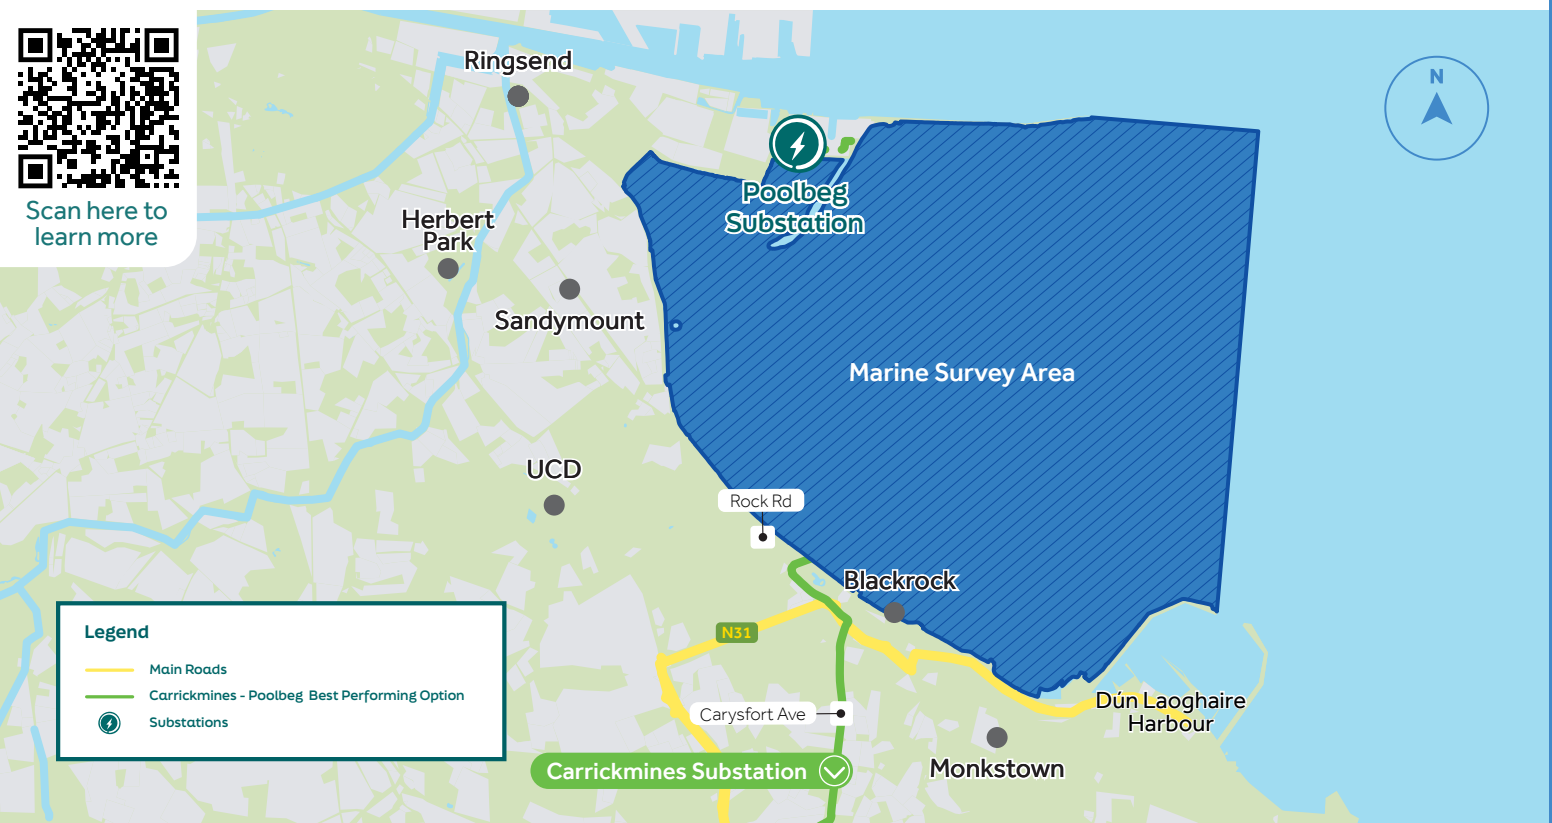 Ringsend
N
Scan here to
learn more
Poolbeg
Substation
Herbert
Park
Sandymount
Marine Survey Area
UCD
Rock Rd
Blackrock
N31
Legend
Main Roads
Carrickmines - Poolbeg Best Performing Option
Substations
Carysfort Ave
Dún Laoghaire
Harbour
Carrickmines Substation
Monkstown